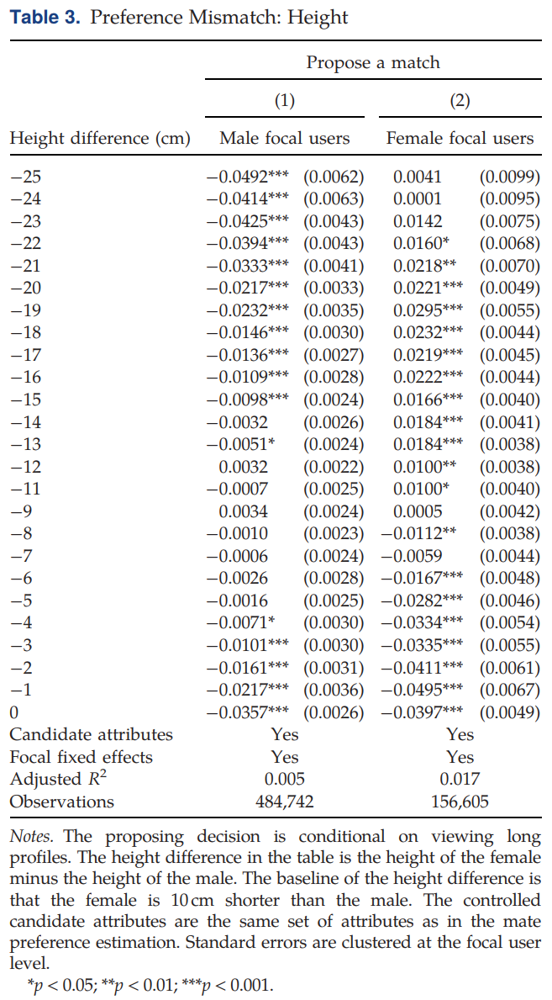 Table 3. Preference Mismatch: Height
Propose a match
(1) (2)
Height difference (cm) Male focal users Female focal users
−25 −0.0492*** (0.0062) 0.0041 (0.0099)
−24 −0.0414*** (0.0063) 0.0001 (0.0095)
−23 −0.0425*** (0.0043) 0.0142 (0.0075)
−22 −0.0394*** (0.0043) 0.0160* (0.0068)
−21 −0.0333*** (0.0041) 0.0218** (0.0070)
−20 −0.0217*** (0.0033) 0.0221*** (0.0049)
−19 −0.0232*** (0.0035) 0.0295*** (0.0055)
−18 −0.0146*** (0.0030) 0.0232*** (0.0044)
−17 −0.0136*** (0.0027) 0.0219*** (0.0045)
−16 −0.0109*** (0.0028) 0.0222*** (0.0044)
−15 −0.0098*** (0.0024) 0.0166*** (0.0040)
−14 −0.0032 (0.0026) 0.0184*** (0.0041)
−13 −0.0051* (0.0024) 0.0184*** (0.0038)
−12 0.0032 (0.0022) 0.0100** (0.0038)
−11 −0.0007 (0.0025) 0.0100* (0.0040)
−9 0.0034 (0.0024) 0.0005 (0.0042)
−8 −0.0010 (0.0023) −0.0112** (0.0038)
−7 −0.0006 (0.0024) −0.0059 (0.0044)
−6 −0.0026 (0.0028) −0.0167*** (0.0048)
−5 −0.0016 (0.0025) −0.0282*** (0.0046)
−4 −0.0071* (0.0030) −0.0334*** (0.0054)
−3 −0.0101*** (0.0030) −0.0335*** (0.0055)
−2 −0.0161*** (0.0031) −0.0411*** (0.0061)
−1 −0.0217*** (0.0036) −0.0495*** (0.0067)
0 −0.0357*** (0.0026) −0.0397*** (0.0049)
Candidate attributes Yes Yes
Focal fixed effects Yes Yes
Adjusted R² 0.005 0.017
Observations 484,742 156,605
Notes. The proposing decision is conditional on viewing long
profiles. The height difference in the table is the height of the female
minus the height of the male. The baseline of the height difference is
that the female is 10 cm shorter than the male. The controlled
candidate attributes are the same set of attributes as in the mate
preference estimation. Standard errors are clustered at the focal user
level.
*p < 0.05; **p < 0.01; ***p < 0.001.